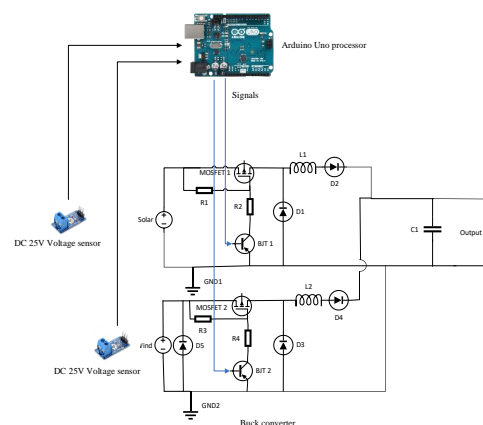 Arduino Uno processor
Signals
L1
MOSFET 1
D2
R1
R2
D1
Solar
C1
Output
BJT 1
DC 25V Voltage sensor
GND1
L2
MOSFET 2
D4
R3
R4
D5
D3
BJT 2
DC 25V Voltage sensor
GND2
Buck converter